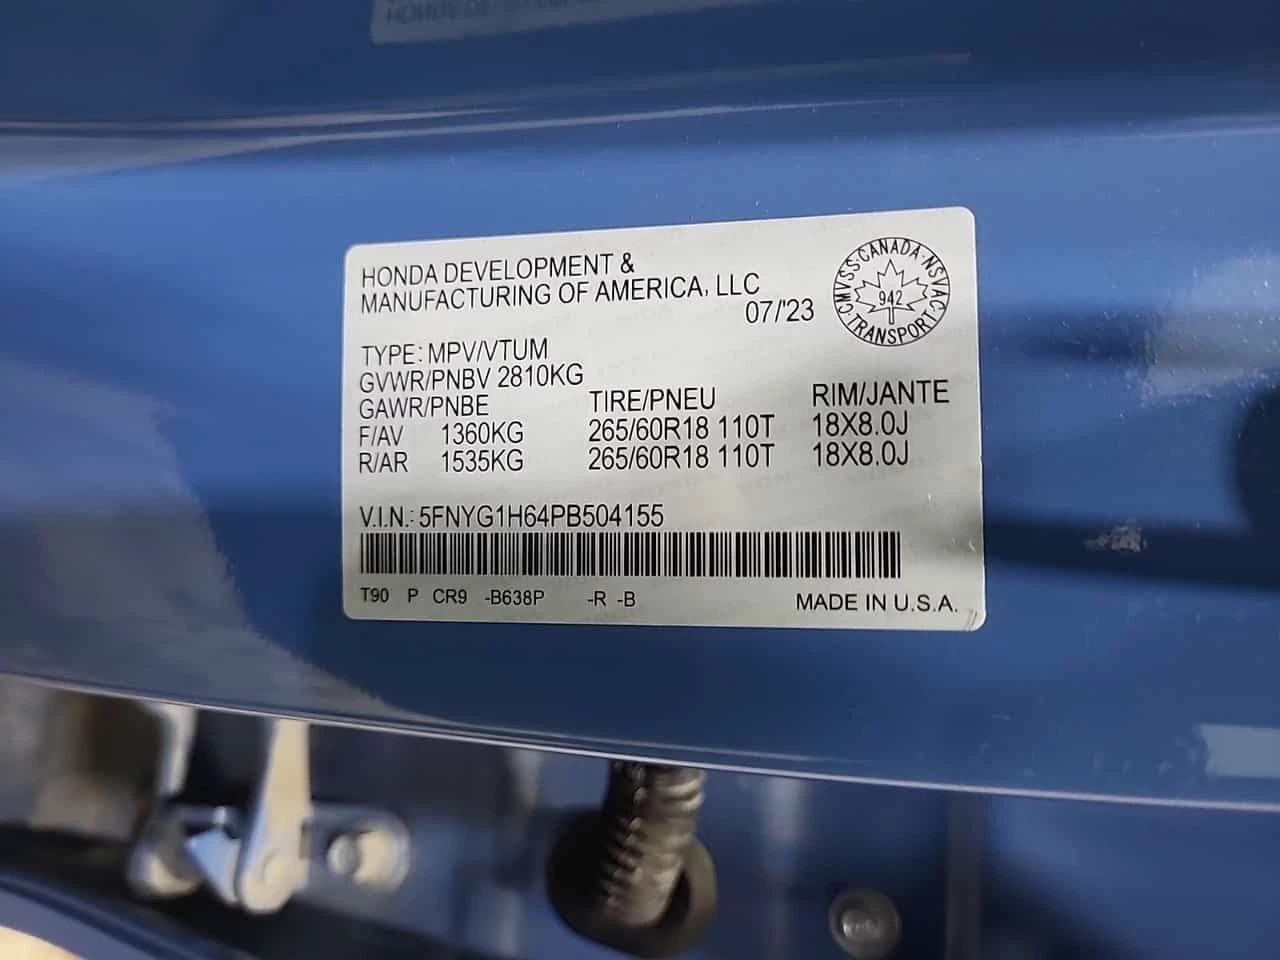 HONDA DEVELOPMENT &
MANUFACTURING OF AMERICA, LLC
07/'23
CMVSS·CANADA·NSVAC·TRANSPORT·
942
TYPE: MPV/VTUM
GVWR/PNBV 2810KG
GAWR/PNBE TIRE/PNEU RIM/JANTE
F/AV 1360KG 265/60R18 110T 18X8.0J
R/AR 1535KG 265/60R18 110T 18X8.0J
V.I.N.: 5FNYG1H64PB504155
T90 P CR9 -B638P -R -B MADE IN U.S.A.